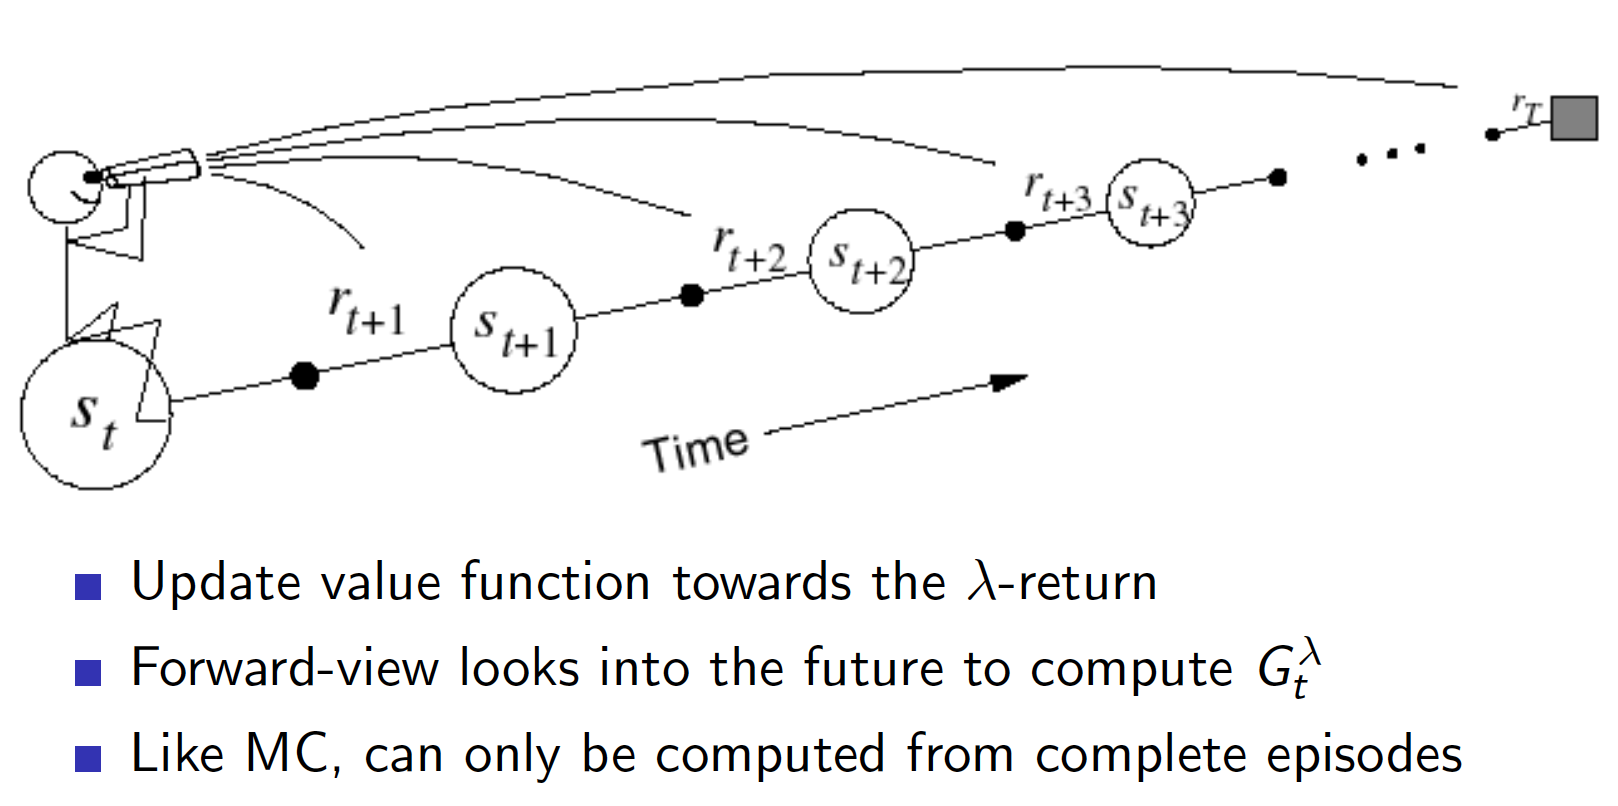 r_T
r_{t+3} s_{t+3}
r_{t+2} s_{t+2}
r_{t+1} s_{t+1}
s_t
Time
Update value function towards the λ-return
Forward-view looks into the future to compute G_t^λ
Like MC, can only be computed from complete episodes